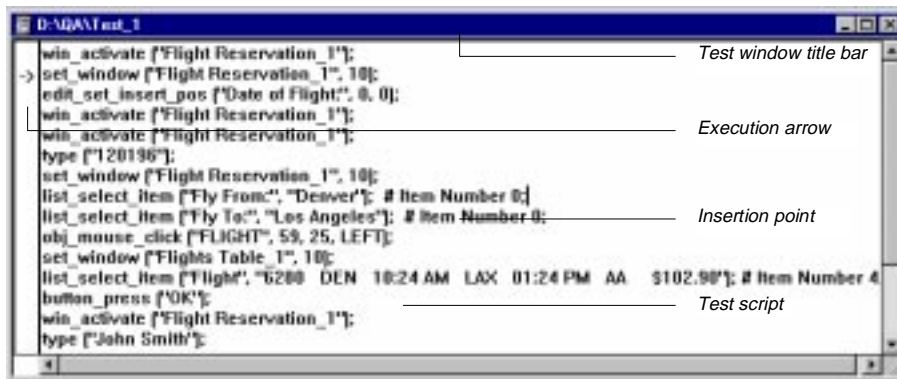 D:\QA\Test_1
win_activate ("Flight Reservation_1");
Test window title bar
-> set_window ("Flight Reservation_1", 10);
edit_set_insert_pos ("Date of Flight:", 0, 0);
win_activate ("Flight Reservation_1");
Execution arrow
win_activate ("Flight Reservation_1");
type ("120196");
set_window ("Flight Reservation_1", 10);
list_select_item ("Fly From:", "Denver"); # Item Number 0;
list_select_item ("Fly To:", "Los Angeles"); # Item Number 0;
Insertion point
obj_mouse_click ("FLIGHT", 59, 25, LEFT);
set_window ("Flights Table_1", 10);
list_select_item ("Flight", "6280 DEN 10:24 AM LAX 01:24 PM AA $102.90"); # Item Number 4
button_press ("OK");
Test script
win_activate ("Flight Reservation_1");
type ("John Smith");